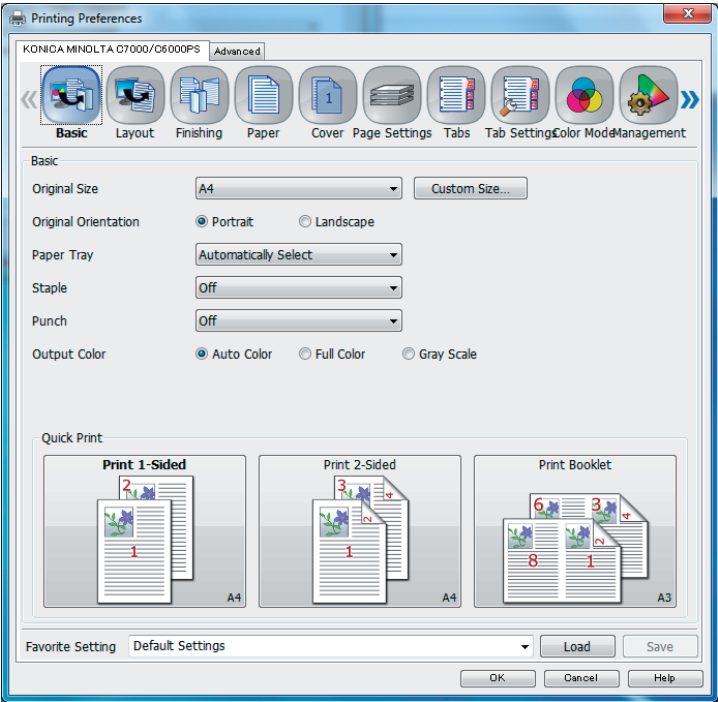 Printing Preferences
KONICA MINOLTA C7000/C6000PS Advanced
Basic Layout Finishing Paper Cover Page Settings Tabs Tab Settings Color Mode Management
1
Basic
Original Size A4 Custom Size...
Original Orientation Portrait Landscape
Paper Tray Automatically Select
Staple Off
Punch Off
Output Color Auto Color Full Color Gray Scale
Quick Print
Print 1-Sided Print 2-Sided Print Booklet
2 3 4 6 3 4
1 1 2 8 1 2
A4 A4 A3
Favorite Setting Default Settings Load Save
OK Cancel Help